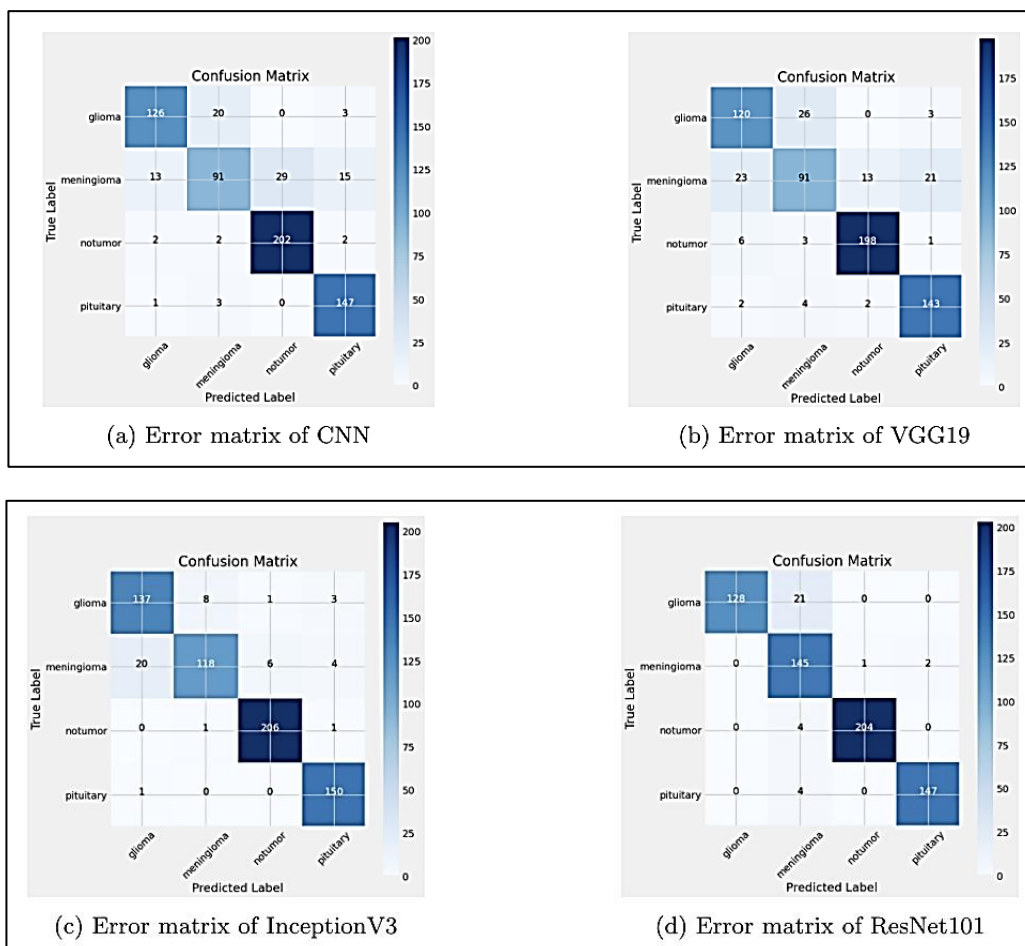 Confusion Matrix
True Label
glioma 126 20 0 3
meningioma 13 91 29 15
notumor 2 2 202 2
pituitary 1 3 0 147
glioma meningioma notumor pituitary
Predicted Label
200
175
150
125
100
75
50
25
0
(a) Error matrix of CNN
Confusion Matrix
True Label
glioma 120 26 0 3
meningioma 23 91 13 21
notumor 6 3 198 1
pituitary 2 4 2 143
glioma meningioma notumor pituitary
Predicted Label
175
150
125
100
75
50
25
0
(b) Error matrix of VGG19
Confusion Matrix
True Label
glioma 137 8 1 3
meningioma 20 118 6 4
notumor 0 1 206 1
pituitary 1 0 0 150
glioma meningioma notumor pituitary
Predicted Label
200
175
150
125
100
75
50
25
0
(c) Error matrix of InceptionV3
Confusion Matrix
True Label
glioma 128 21 0 0
meningioma 0 145 1 2
notumor 0 4 204 0
pituitary 0 4 0 147
glioma meningioma notumor pituitary
Predicted Label
200
175
150
125
100
75
50
25
0
(d) Error matrix of ResNet101